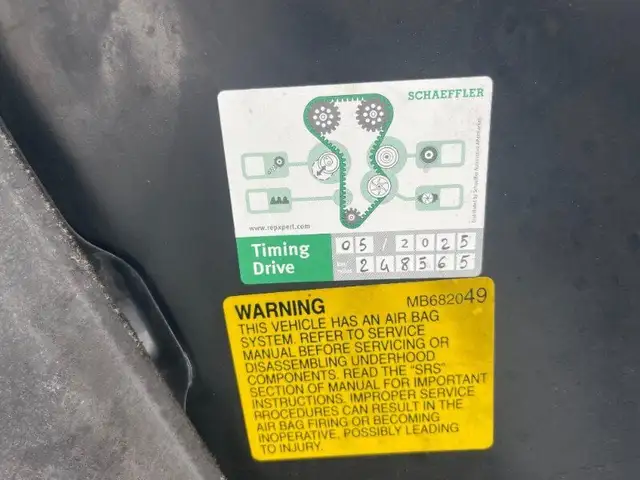 SCHAEFFLER
www.repxpert.com
Timing
Drive
05/2025
km/
miles
248565
WARNING MB682049
THIS VEHICLE HAS AN AIR BAG
SYSTEM. REFER TO SERVICE
MANUAL BEFORE SERVICING OR
DISASSEMBLING UNDERHOOD
COMPONENTS. READ THE "SRS"
SECTION OF MANUAL FOR IMPORTANT
INSTRUCTIONS. IMPROPER SERVICE
PROCEDURES CAN RESULT IN THE
AIR BAG FIRING OR BECOMING
INOPERATIVE, POSSIBLY LEADING
TO INJURY.